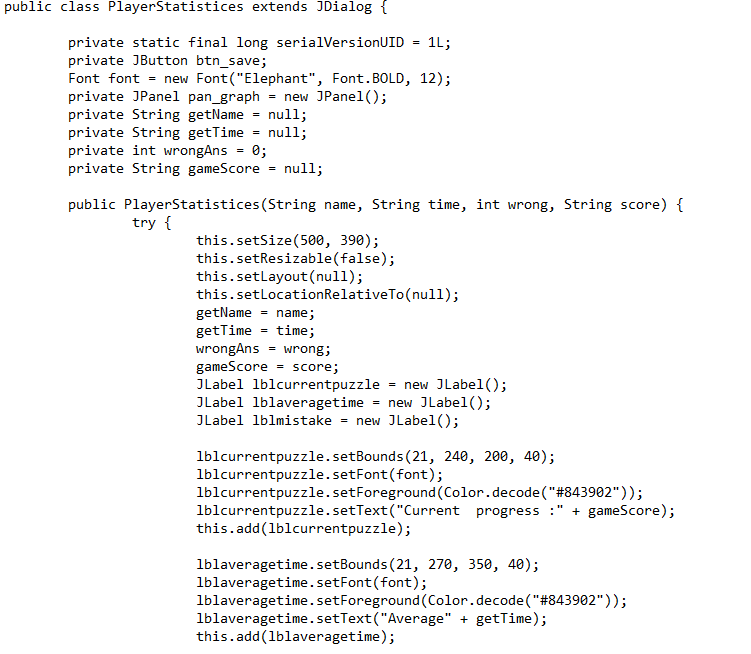 public class PlayerStatistices extends JDialog {
private static final long serialVersionUID = 1L;
private JButton btn_save;
Font font = new Font("Elephant", Font.BOLD, 12);
private JPanel pan_graph = new JPanel();
private String getName = null;
private String getTime = null;
private int wrongAns = 0;
private String gameScore = null;
public PlayerStatistices(String name, String time, int wrong, String score) {
try {
this.setSize(500, 390);
this.setResizable(false);
this.setLayout(null);
this.setLocationRelativeTo(null);
getName = name;
getTime = time;
wrongAns = wrong;
gameScore = score;
JLabel lblcurrentpuzzle = new JLabel();
JLabel lblaveragetime = new JLabel();
JLabel lblmistake = new JLabel();
lblcurrentpuzzle.setBounds(21, 240, 200, 40);
lblcurrentpuzzle.setFont(font);
lblcurrentpuzzle.setForeground(Color.decode("#843902"));
lblcurrentpuzzle.setText("Current  progress :" + gameScore);
this.add(lblcurrentpuzzle);
lblaveragetime.setBounds(21, 270, 350, 40);
lblaveragetime.setFont(font);
lblaveragetime.setForeground(Color.decode("#843902"));
lblaveragetime.setText("Average" + getTime);
this.add(lblaveragetime);